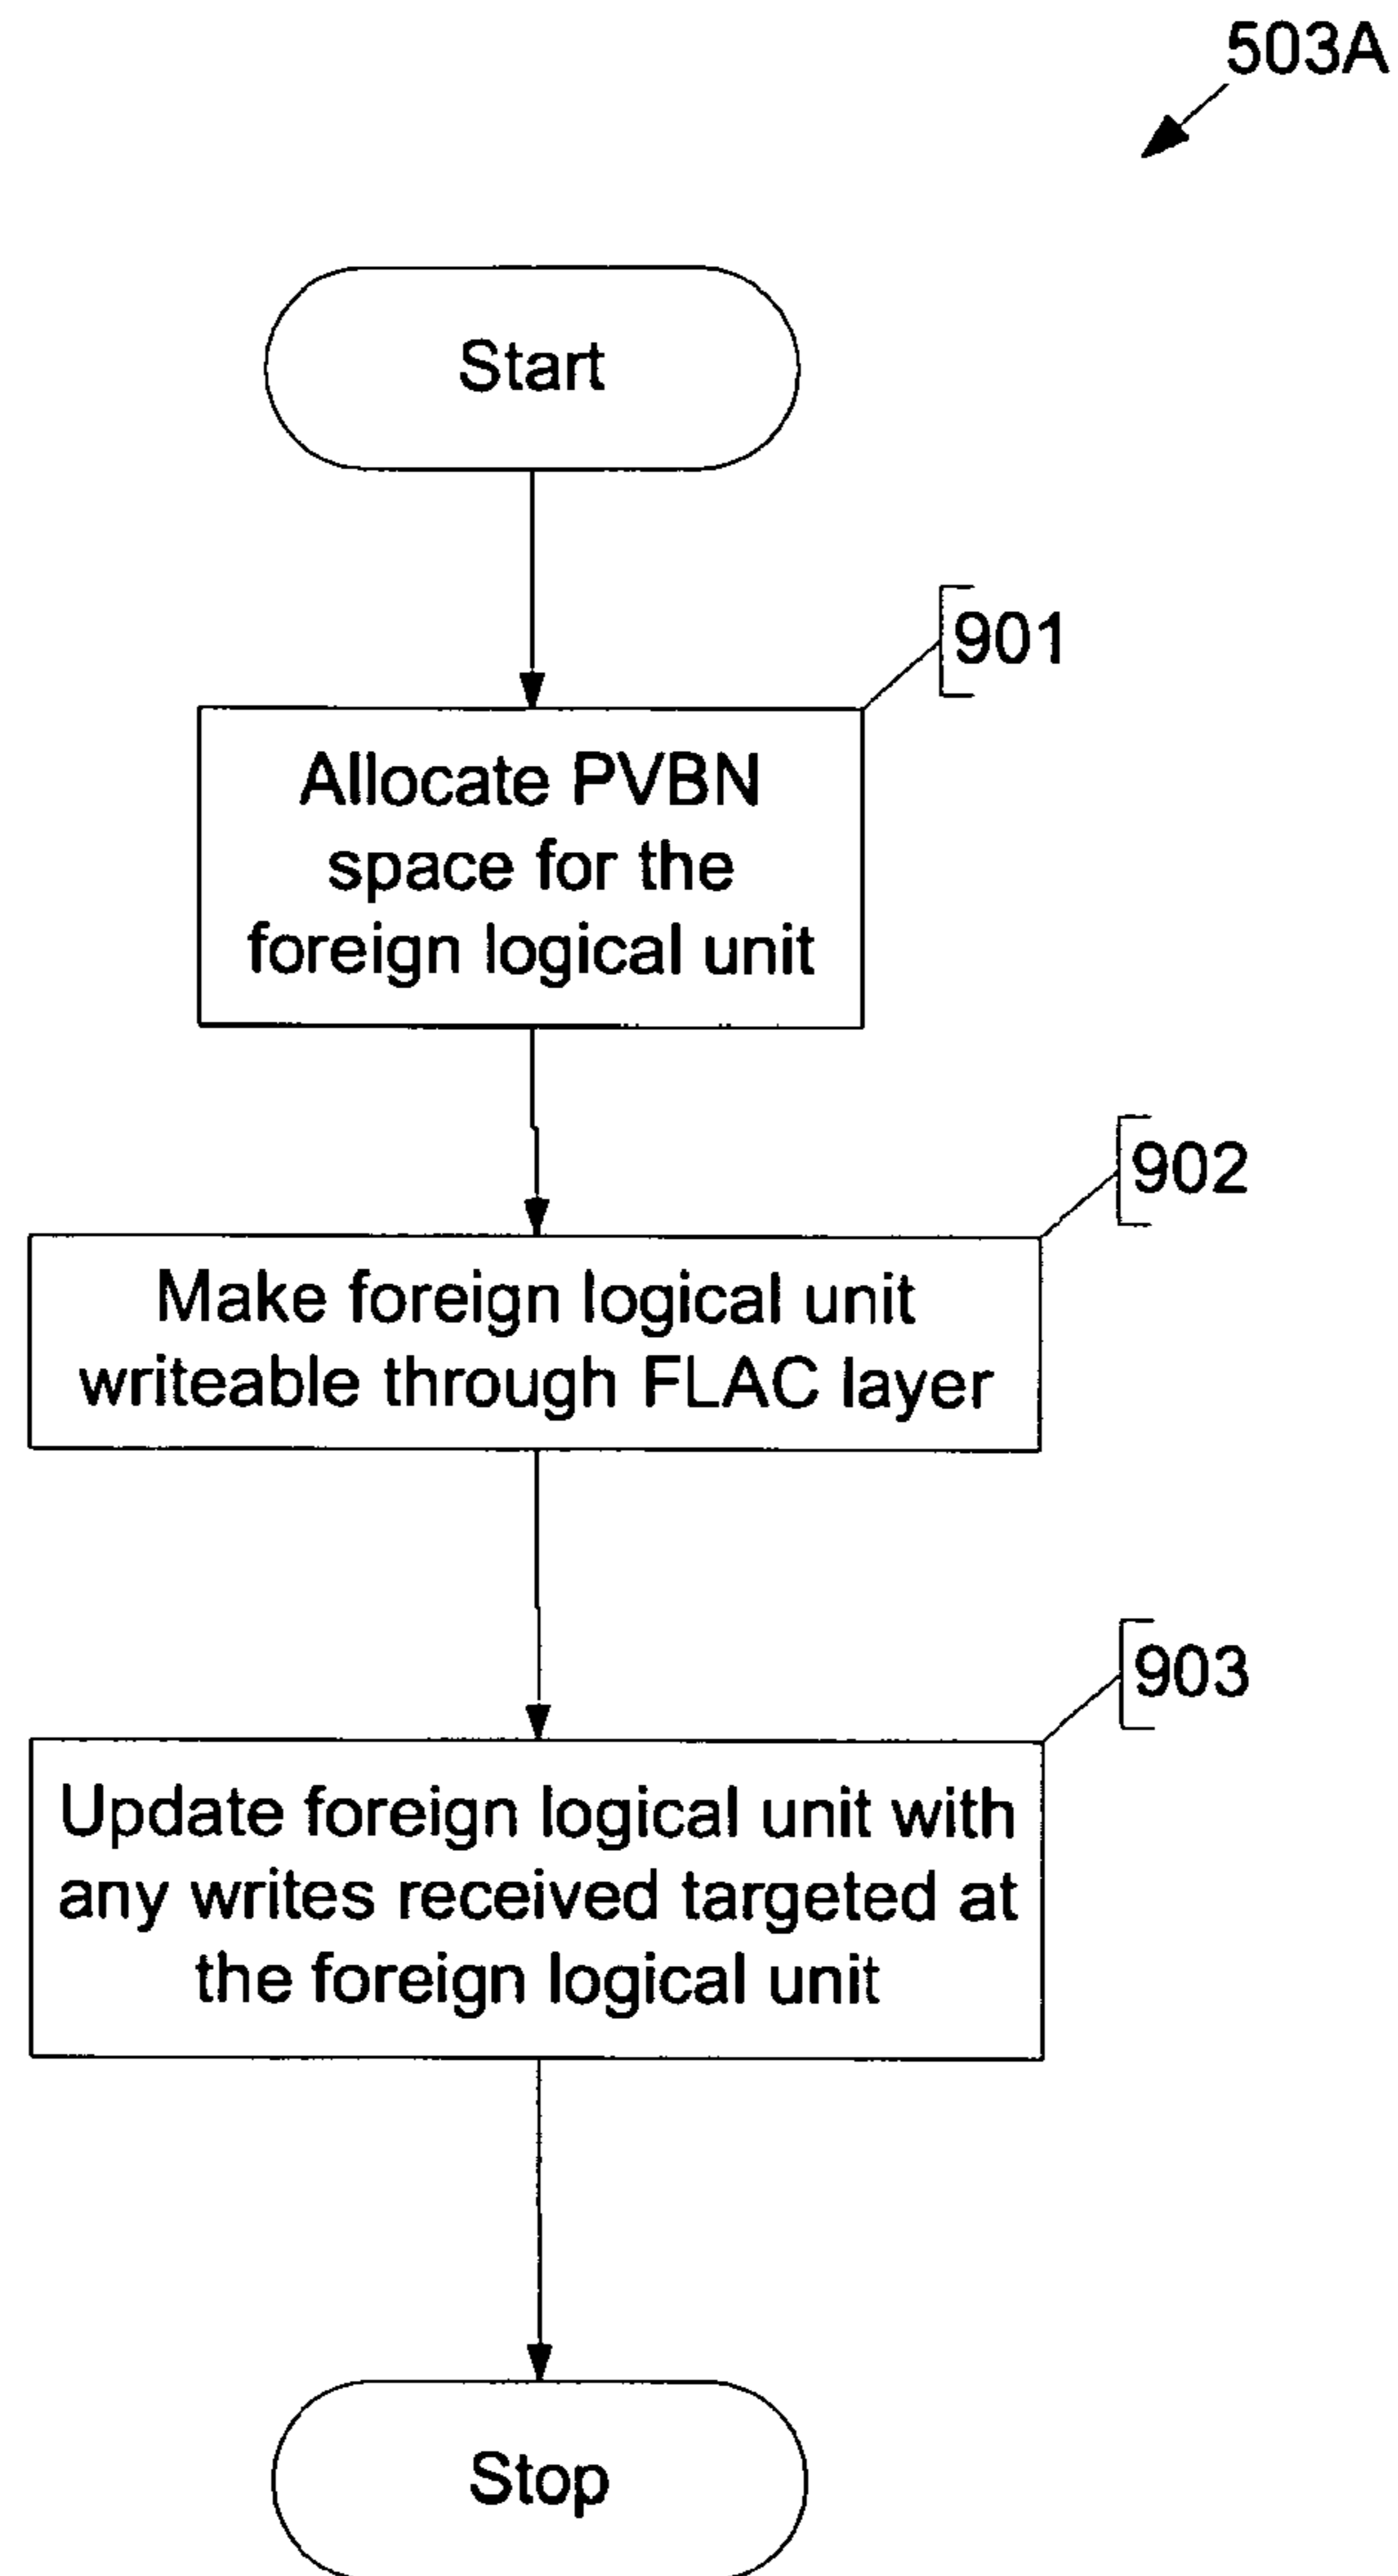 503A
Start
901
Allocate PVBN
space for the
foreign logical unit
902
Make foreign logical unit
writeable through FLAC layer
903
Update foreign logical unit with
any writes received targeted at
the foreign logical unit
Stop